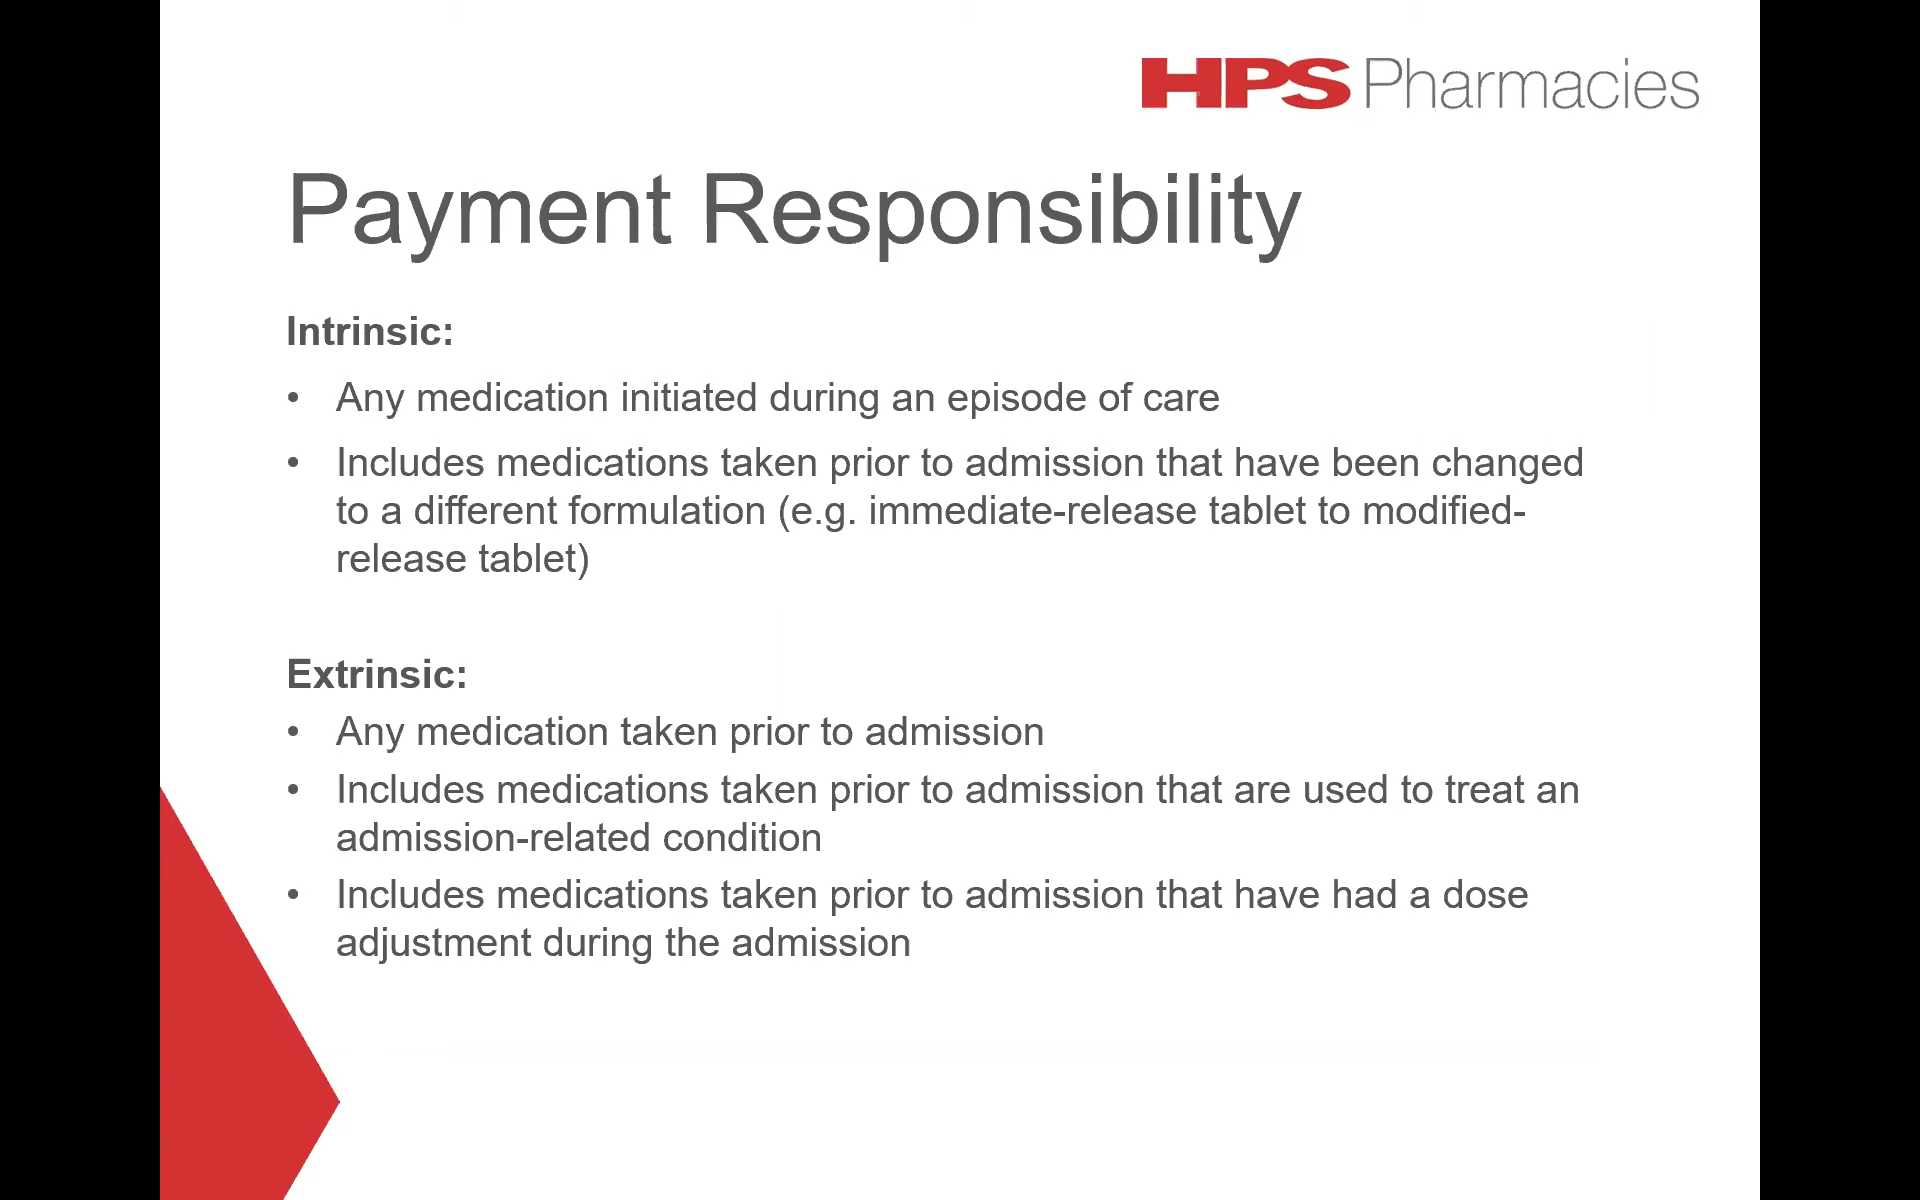 HPS Pharmacies
Payment Responsibility
Intrinsic:
• Any medication initiated during an episode of care
• Includes medications taken prior to admission that have been changed
to a different formulation (e.g. immediate-release tablet to modified-
release tablet)
Extrinsic:
• Any medication taken prior to admission
• Includes medications taken prior to admission that are used to treat an
admission-related condition
• Includes medications taken prior to admission that have had a dose
adjustment during the admission